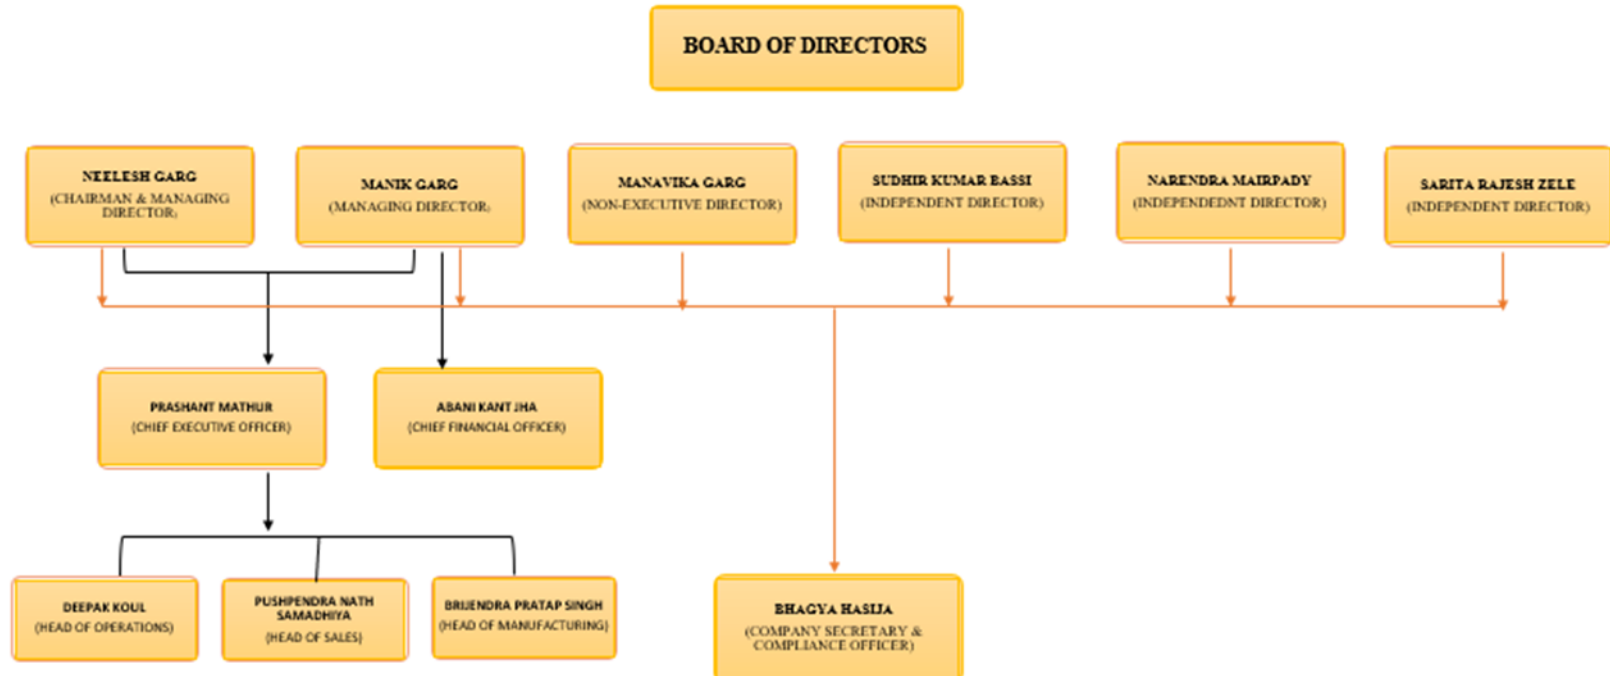 BOARD OF DIRECTORS
NEELESH GARG
(CHAIRMAN & MANAGING
DIRECTOR)
MANIK GARG
(MANAGING DIRECTOR)
MANAVIKA GARG
(NON-EXECUTIVE DIRECTOR)
SUDHIR KUMAR BASSI
(INDEPENDENT DIRECTOR)
NARENDRA MAIRPADY
(INDEPENDEDNT DIRECTOR)
SARITA RAJESH ZELE
(INDEPENDENT DIRECTOR)
PRASHANT MATHUR
(CHIEF EXECUTIVE OFFICER)
ABANI KANT JHA
(CHIEF FINANCIAL OFFICER)
DEEPAK KOUL
(HEAD OF OPERATIONS)
PUSHPENDRA NATH
SAMADHIYA
(HEAD OF SALES)
BRIJENDRA PRATAP SINGH
(HEAD OF MANUFACTURING)
BHAGYA HASIJA
(COMPANY SECRETARY &
COMPLIANCE OFFICER)